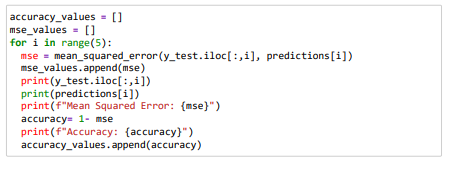 accuracy_values = []
mse_values = []
for i in range(5):
  mse = mean_squared_error(y_test.iloc[:,i], predictions[i])
  mse_values.append(mse)
  print(y_test.iloc[:,i])
  print(predictions[i])
  print(f"Mean Squared Error: {mse}")
  accuracy= 1- mse
  print(f"Accuracy: {accuracy}")
  accuracy_values.append(accuracy)